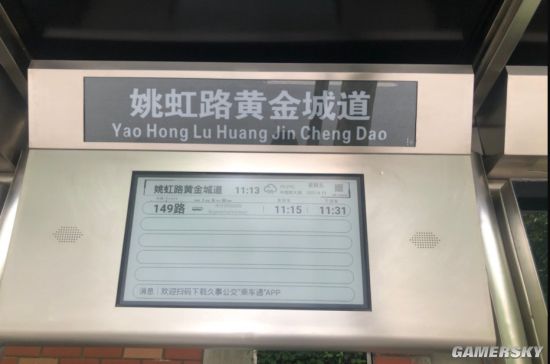 姚虹路黄金城道
Yao Hong Lu Huang Jin Cheng Dao
姚虹路黄金城道 11:13
149路 11:15 11:31
消息：欢迎扫码下载久事公交"乘车通"APP
GAMERSKY